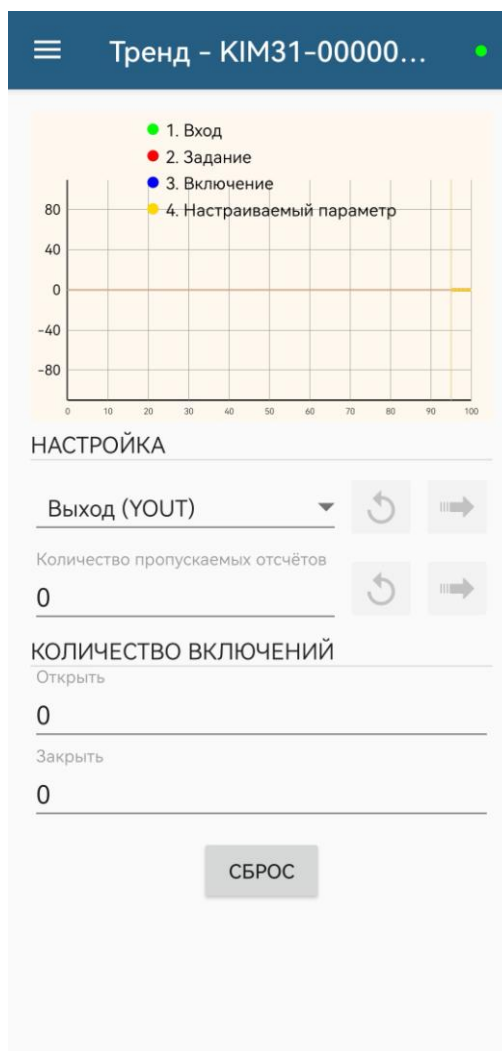 Тренд - KIM31-00000...
1. Вход
2. Задание
3. Включение
4. Настраиваемый параметр
80
40
0
-40
-80
0 10 20 30 40 50 60 70 80 90 100
НАСТРОЙКА
Выход (YOUT)
Количество пропускаемых отсчётов
0
КОЛИЧЕСТВО ВКЛЮЧЕНИЙ
Открыть
0
Закрыть
0
СБРОС